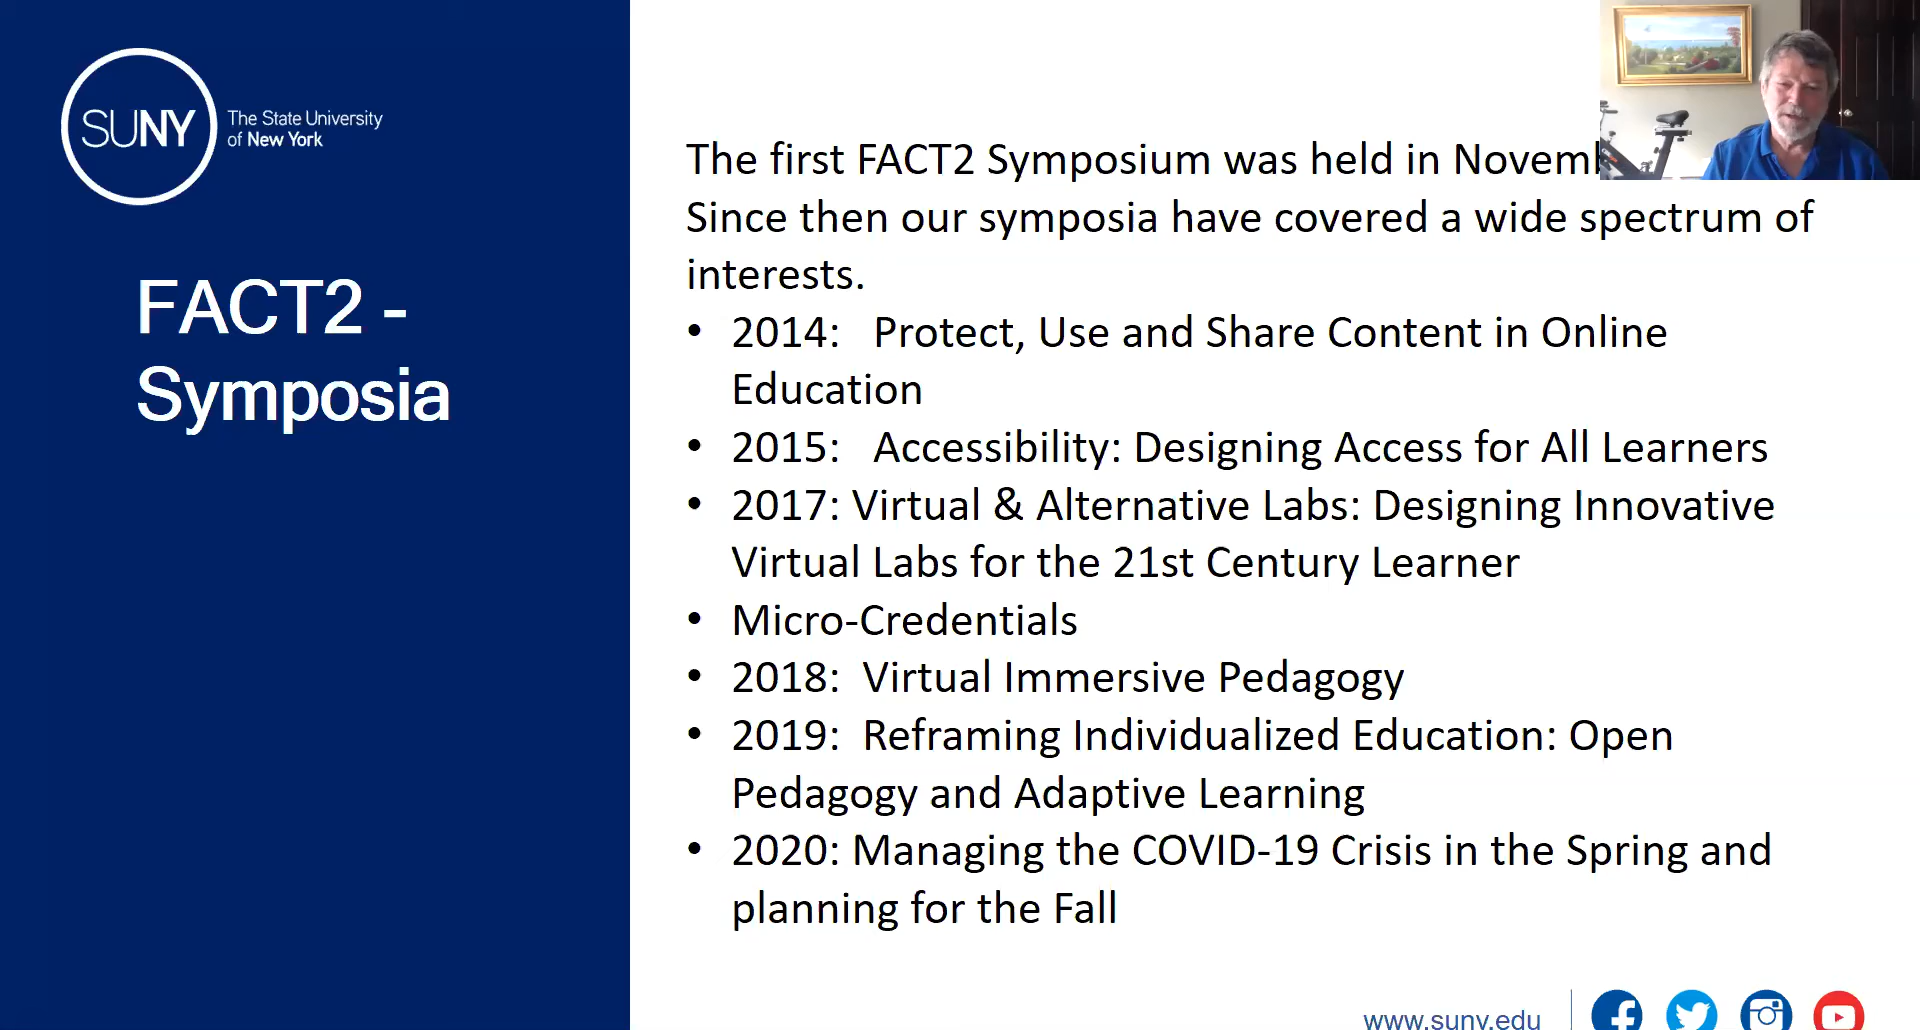 SUNY
The State University
of New York
FACT2 -
Symposia
The first FACT2 Symposium was held in
Since then our symposia have covered a wide spectrum of
interests.
• 2014: Protect, Use and Share Content in Online
Education
• 2015: Accessibility: Designing Access for All Learners
• 2017: Virtual & Alternative Labs: Designing Innovative
Virtual Labs for the 21st Century Learner
• Micro-Credentials
• 2018: Virtual Immersive Pedagogy
• 2019: Reframing Individualized Education: Open
Pedagogy and Adaptive Learning
• 2020: Managing the COVID-19 Crisis in the Spring and
planning for the Fall
www.suny.edu